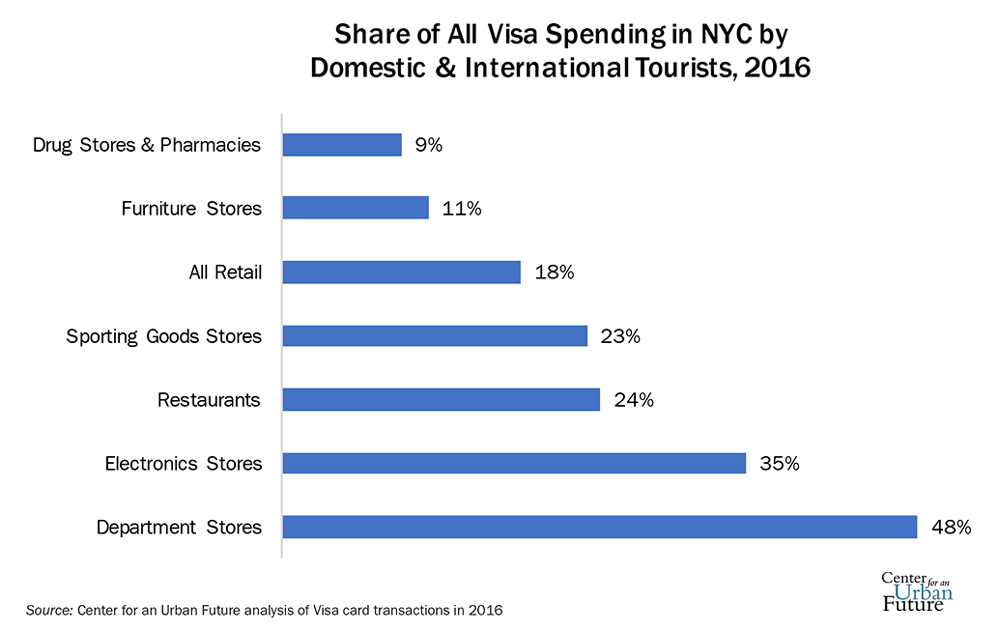 Share of All Visa Spending in NYC by
Domestic & International Tourists, 2016
Drug Stores & Pharmacies 9%
Furniture Stores 11%
All Retail 18%
Sporting Goods Stores 23%
Restaurants 24%
Electronics Stores 35%
Department Stores 48%
Source: Center for an Urban Future analysis of Visa card transactions in 2016
Center for an
Urban
Future